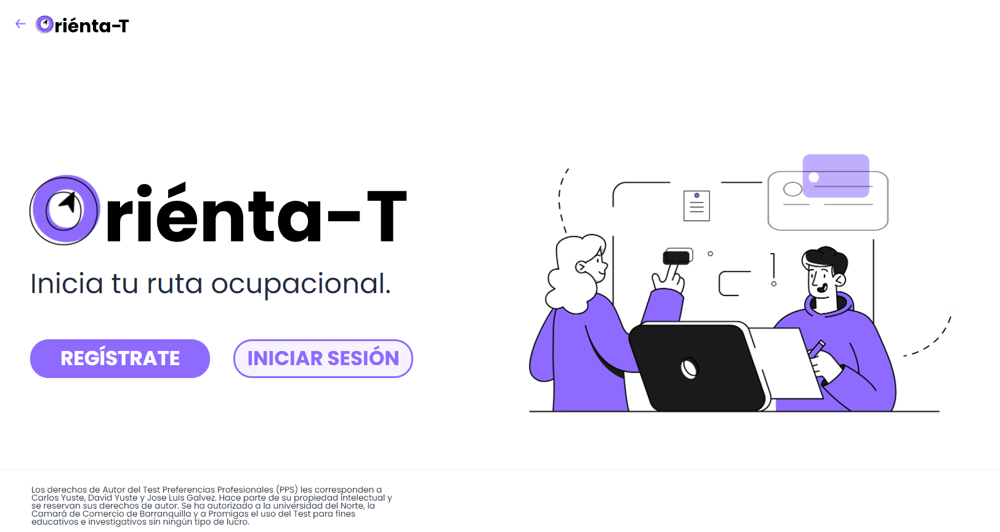 Oriénta-T
Oriénta-T
Inicia tu ruta ocupacional.
REGÍSTRATE
INICIAR SESIÓN
Los derechos de Autor del Test Preferencias Profesionales (PPS) les corresponden a
Carlos Yuste, David Yuste y Jose Luis Galvez. Hace parte de su propiedad intelectual y
se reservan sus derechos de autor. Se ha autorizado a la universidad del Norte, la
Camará de Comercio de Barranquilla y a Promigas el uso del Test para fines
educativos e investigativos sin ningún tipo de lucro.